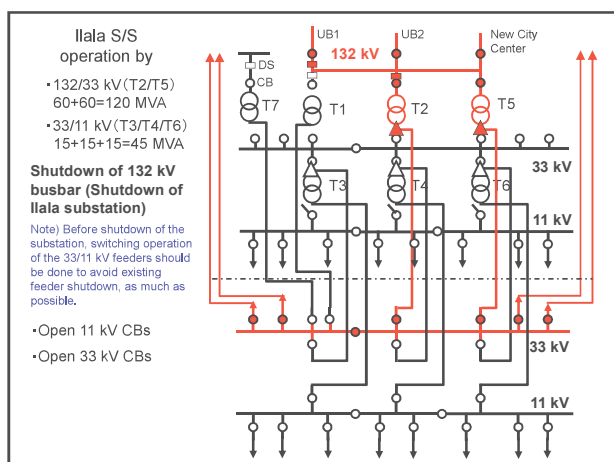 Ilala S/S
operation by
・132/33 kV (T2/T5)
60+60=120 MVA
・33/11 kV (T3/T4/T6)
15+15+15=45 MVA
Shutdown of 132 kV
busbar (Shutdown of
Ilala substation)
Note) Before shutdown of the
substation, switching operation
of the 33/11 kV feeders should
be done to avoid existing
feeder shutdown, as much as
possible.
・Open 11 kV CBs
・Open 33 kV CBs
UB1
UB2
New City
Center
132 kV
DS
CB
T7
T1
T2
T5
33 kV
T3
T4
T6
11 kV
33 kV
11 kV